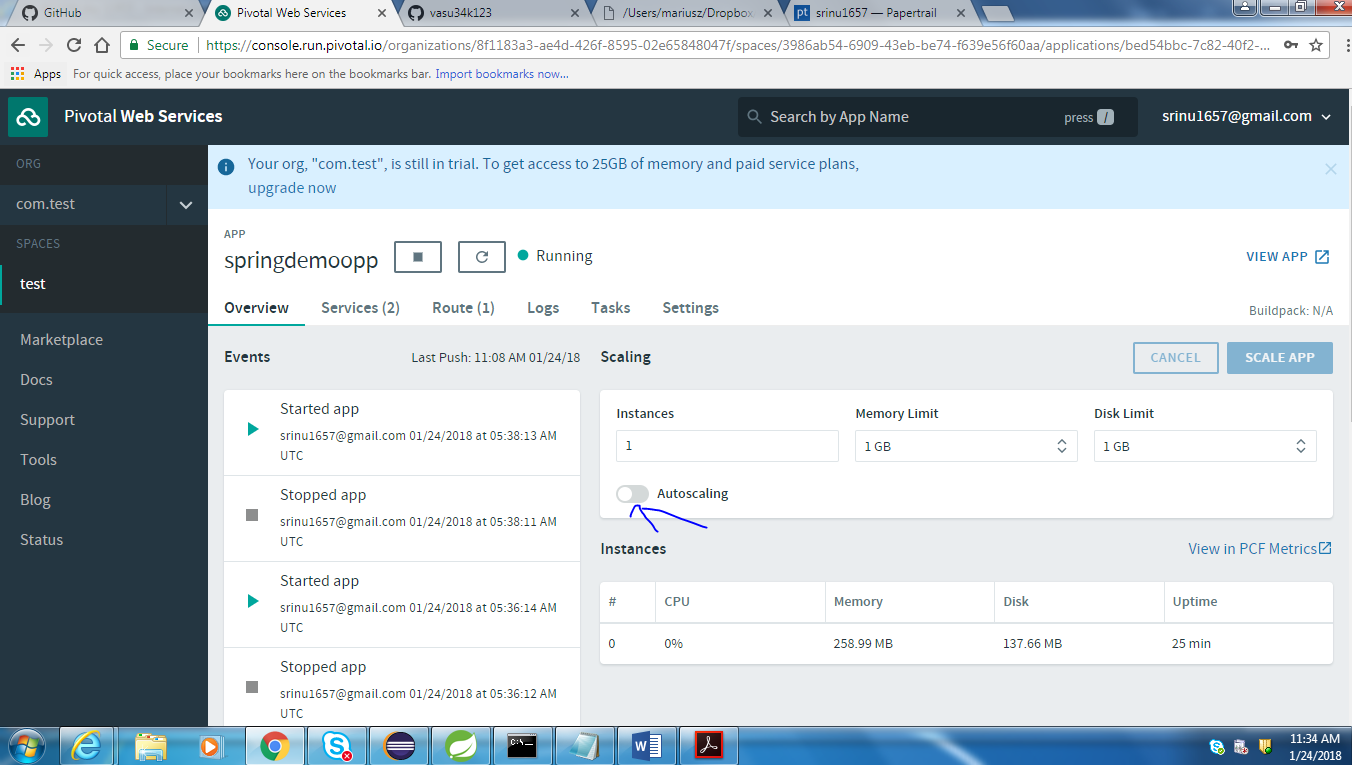 GitHub
Pivotal Web Services
vasu34k123
/Users/mariusz/Dropbox
srinu1657 — Papertrail
Secure
https://console.run.pivotal.io/organizations/8f1183a3-ae4d-426f-8595-02e65848047f/spaces/3986ab54-6909-43eb-be74-f639e56f60aa/applications/bed54bbc-7c82-40f2-...
Apps
For quick access, place your bookmarks here on the bookmarks bar. Import bookmarks now...
Pivotal Web Services
Search by App Name
press /
srinu1657@gmail.com
ORG
com.test
SPACES
test
Marketplace
Docs
Support
Tools
Blog
Status
Your org, "com.test", is still in trial. To get access to 25GB of memory and paid service plans,
upgrade now
APP
springdemoopp
Running
VIEW APP
Overview
Services (2)
Route (1)
Logs
Tasks
Settings
Buildpack: N/A
Events
Last Push: 11:08 AM 01/24/18
Started app
srinu1657@gmail.com 01/24/2018 at 05:38:13 AM
UTC
Stopped app
srinu1657@gmail.com 01/24/2018 at 05:38:11 AM
UTC
Started app
srinu1657@gmail.com 01/24/2018 at 05:36:14 AM
UTC
Stopped app
srinu1657@gmail.com 01/24/2018 at 05:36:12 AM
UTC
Scaling
CANCEL
SCALE APP
Instances
Memory Limit
Disk Limit
1
1 GB
1 GB
Autoscaling
Instances
View in PCF Metrics
# CPU Memory Disk Uptime
0 0% 258.99 MB 137.66 MB 25 min
11:34 AM
1/24/2018